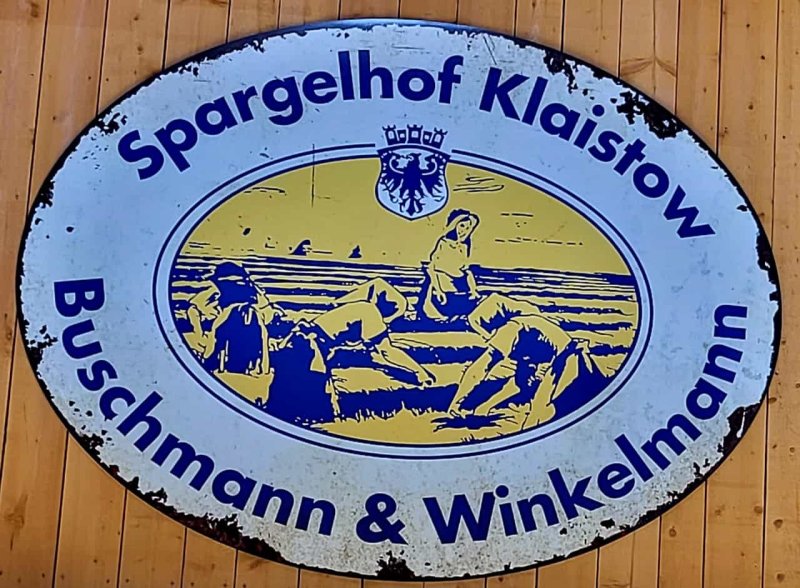 Spargelhof Klaistow
Buschmann & Winkelmann